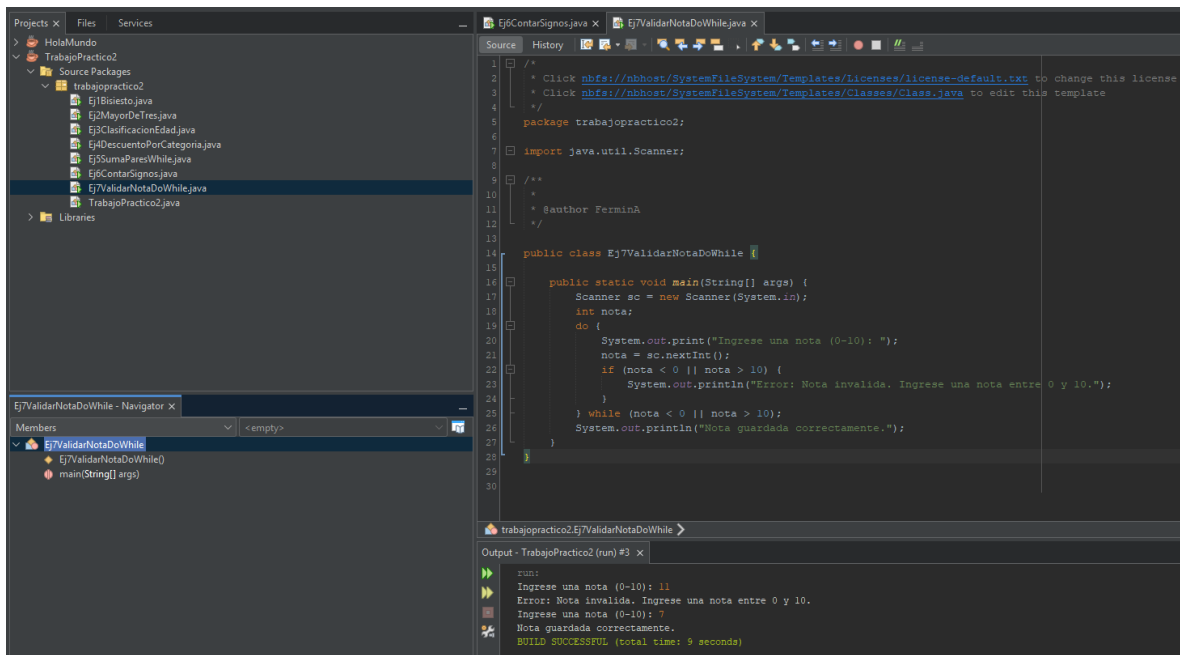 Projects Files Services
HolaMundo
TrabajoPractico2
Source Packages
trabajopractico2
Ej1Bisiesto.java
Ej2MayorDeTres.java
Ej3ClasificacionEdad.java
Ej4DescuentoPorCategoria.java
Ej5SumaParesWhile.java
Ej6ContarSignos.java
Ej7ValidarNotaDoWhile.java
TrabajoPractico2.java
Libraries
Ej7ValidarNotaDoWhile - Navigator
Members <empty>
Ej7ValidarNotaDoWhile
Ej7ValidarNotaDoWhile()
main(String[] args)
Ej6ContarSignos.java Ej7ValidarNotaDoWhile.java
Source History
1 /*
2 * Click nbfs://nbhost/SystemFileSystem/Templates/Licenses/license-default.txt to change this license
3 * Click nbfs://nbhost/SystemFileSystem/Templates/Classes/Class.java to edit this template
4 */
5 package trabajopractico2;
6
7 import java.util.Scanner;
8
9 /**
10 *
11 * @author FerminA
12 */
13
14 public class Ej7ValidarNotaDoWhile {
15
16 public static void main(String[] args) {
17 Scanner sc = new Scanner(System.in);
18 int nota;
19 do {
20 System.out.print("Ingrese una nota (0-10): ");
21 nota = sc.nextInt();
22 if (nota < 0 || nota > 10) {
23 System.out.println("Error: Nota invalida. Ingrese una nota entre 0 y 10.");
24 }
25 } while (nota < 0 || nota > 10);
26 System.out.println("Nota guardada correctamente.");
27 }
28 }
29
30
trabajopractico2.Ej7ValidarNotaDoWhile
Output - TrabajoPractico2 (run) #3
run:
Ingrese una nota (0-10): 11
Error: Nota invalida. Ingrese una nota entre 0 y 10.
Ingrese una nota (0-10): 7
Nota guardada correctamente.
BUILD SUCCESSFUL (total time: 9 seconds)